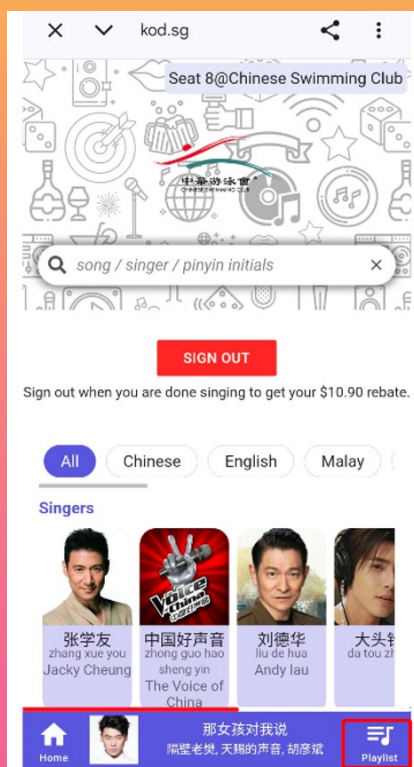 kod.sg
Seat 8@Chinese Swimming Club
中華游泳會
CHINESE SWIMMING CLUB
song / singer / pinyin initials
SIGN OUT
Sign out when you are done singing to get your $10.90 rebate.
All
Chinese
English
Malay
Singers
The Voice of China
张学友
zhang xue you
Jacky Cheung
中国好声音
zhong guo hao
sheng yin
The Voice of
China
刘德华
liu de hua
Andy lau
大头
da tou
那女孩对我说
隔壁老樊, 天赐的声音, 胡彦斌
Home
Playlist